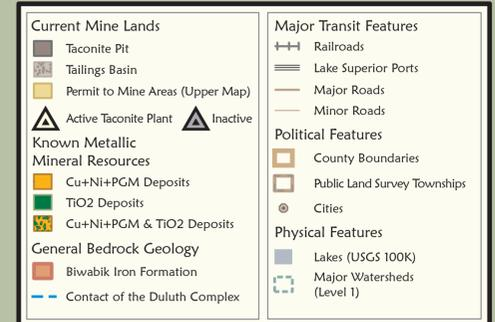 Current Mine Lands
Taconite Pit
Tailings Basin
Permit to Mine Areas (Upper Map)
Active Taconite Plant
Inactive
Known Metallic
Mineral Resources
Cu+Ni+PGM Deposits
TiO2 Deposits
Cu+Ni+PGM & TiO2 Deposits
General Bedrock Geology
Biwabik Iron Formation
Contact of the Duluth Complex
Major Transit Features
Railroads
Lake Superior Ports
Major Roads
Minor Roads
Political Features
County Boundaries
Public Land Survey Townships
Cities
Physical Features
Lakes (USGS 100K)
Major Watersheds
(Level 1)